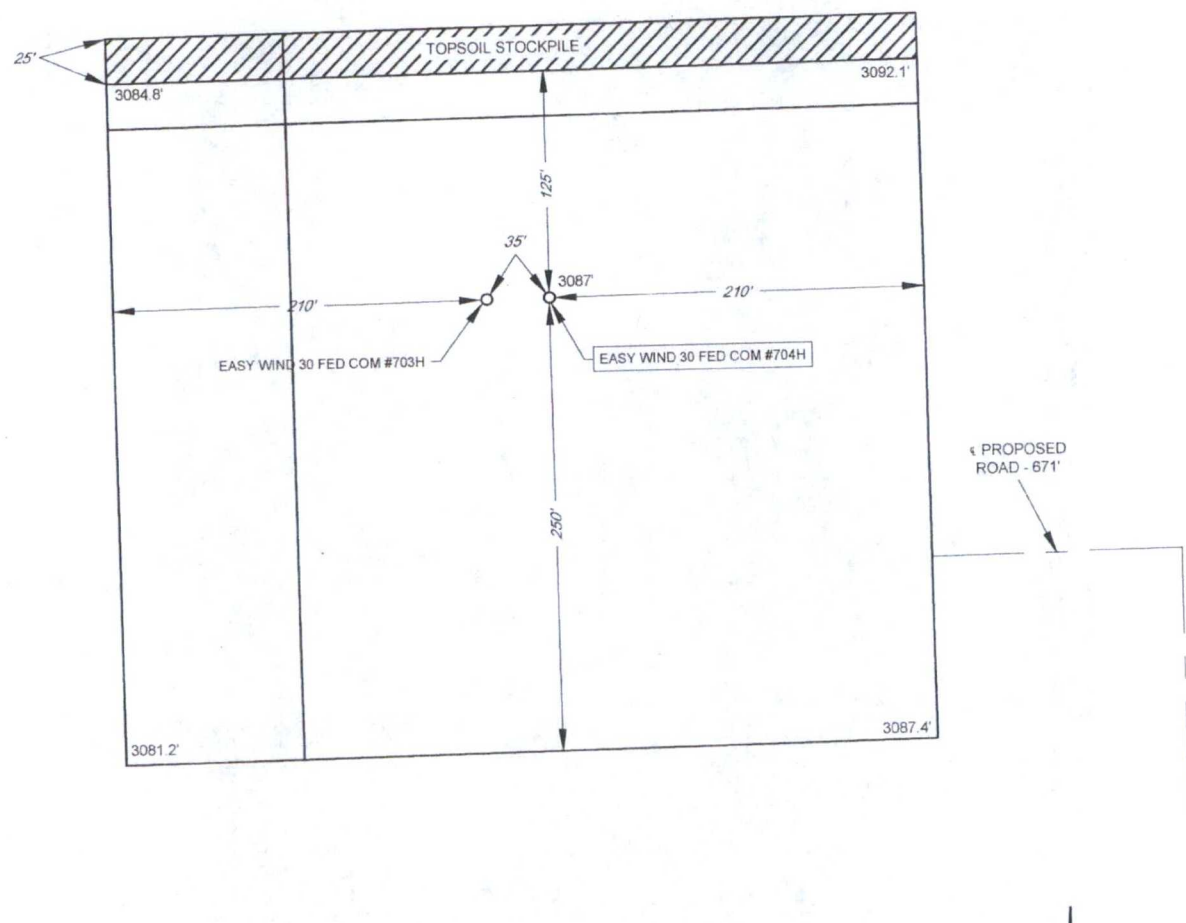 TOPSOIL STOCKPILE
25'
3084.8'
3092.1'
125'
35'
3087'
210'
210'
EASY WIND 30 FED COM #703H
EASY WIND 30 FED COM #704H
℄ PROPOSED
ROAD - 671'
250'
3081.2'
3087.4'